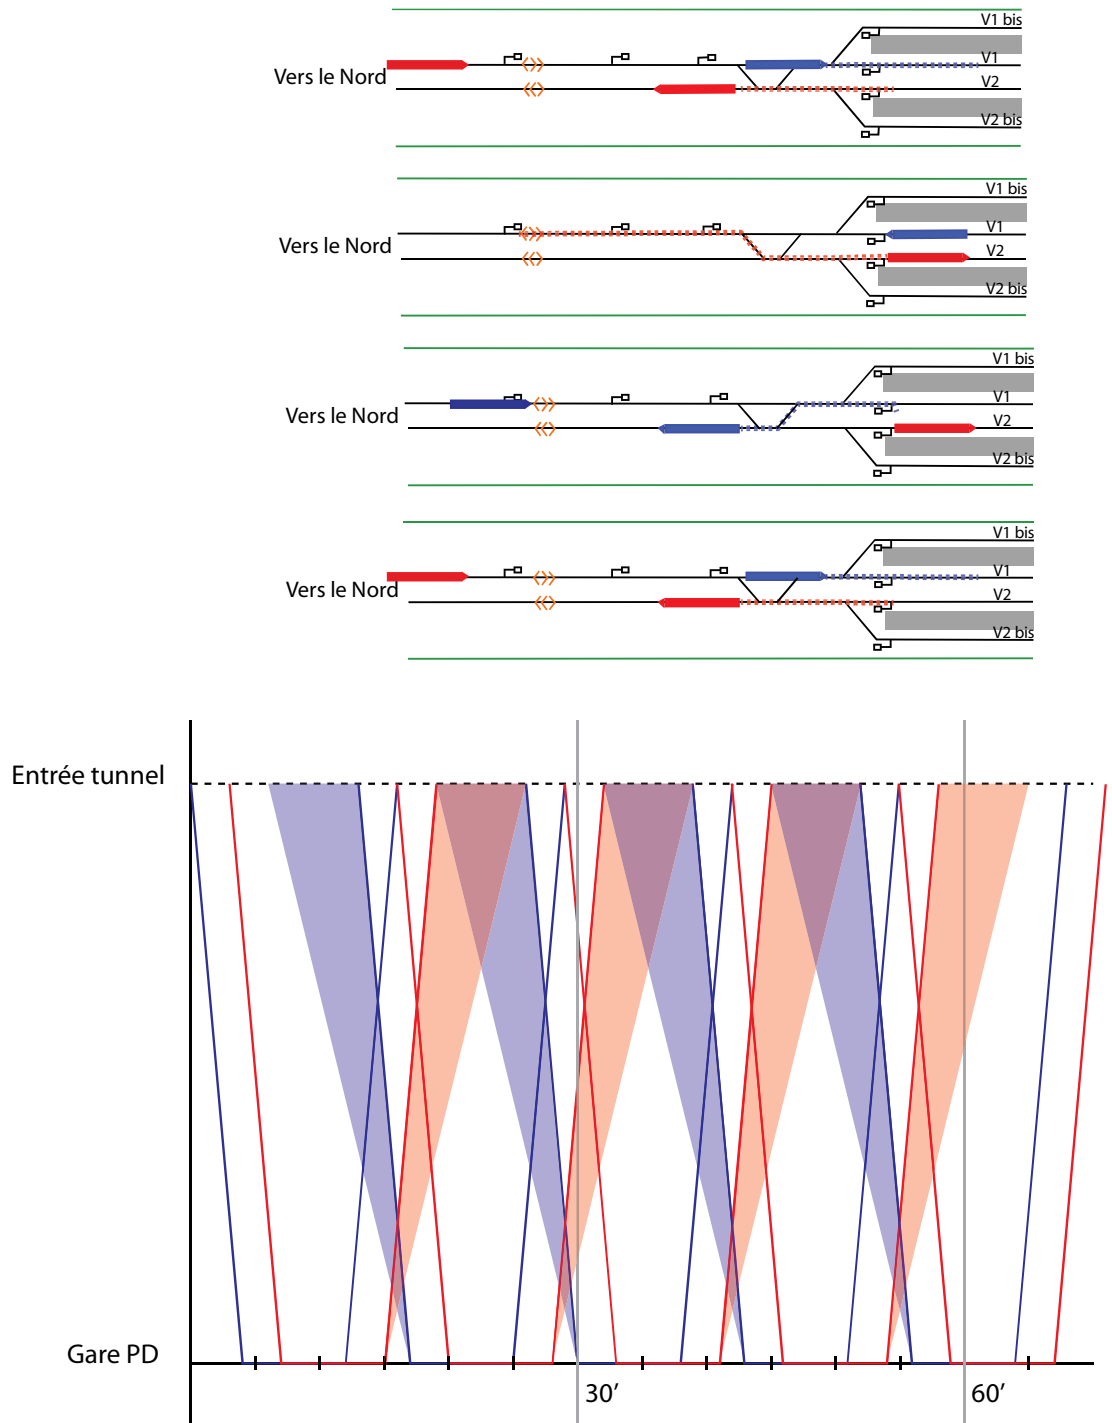 V1 bis
V1
Vers le Nord
V2
V2 bis
V1 bis
V1
Vers le Nord
V2
V2 bis
V1 bis
V1
Vers le Nord
V2
V2 bis
V1 bis
V1
Vers le Nord
V2
V2 bis
Entrée tunnel
Gare PD
30'
60'